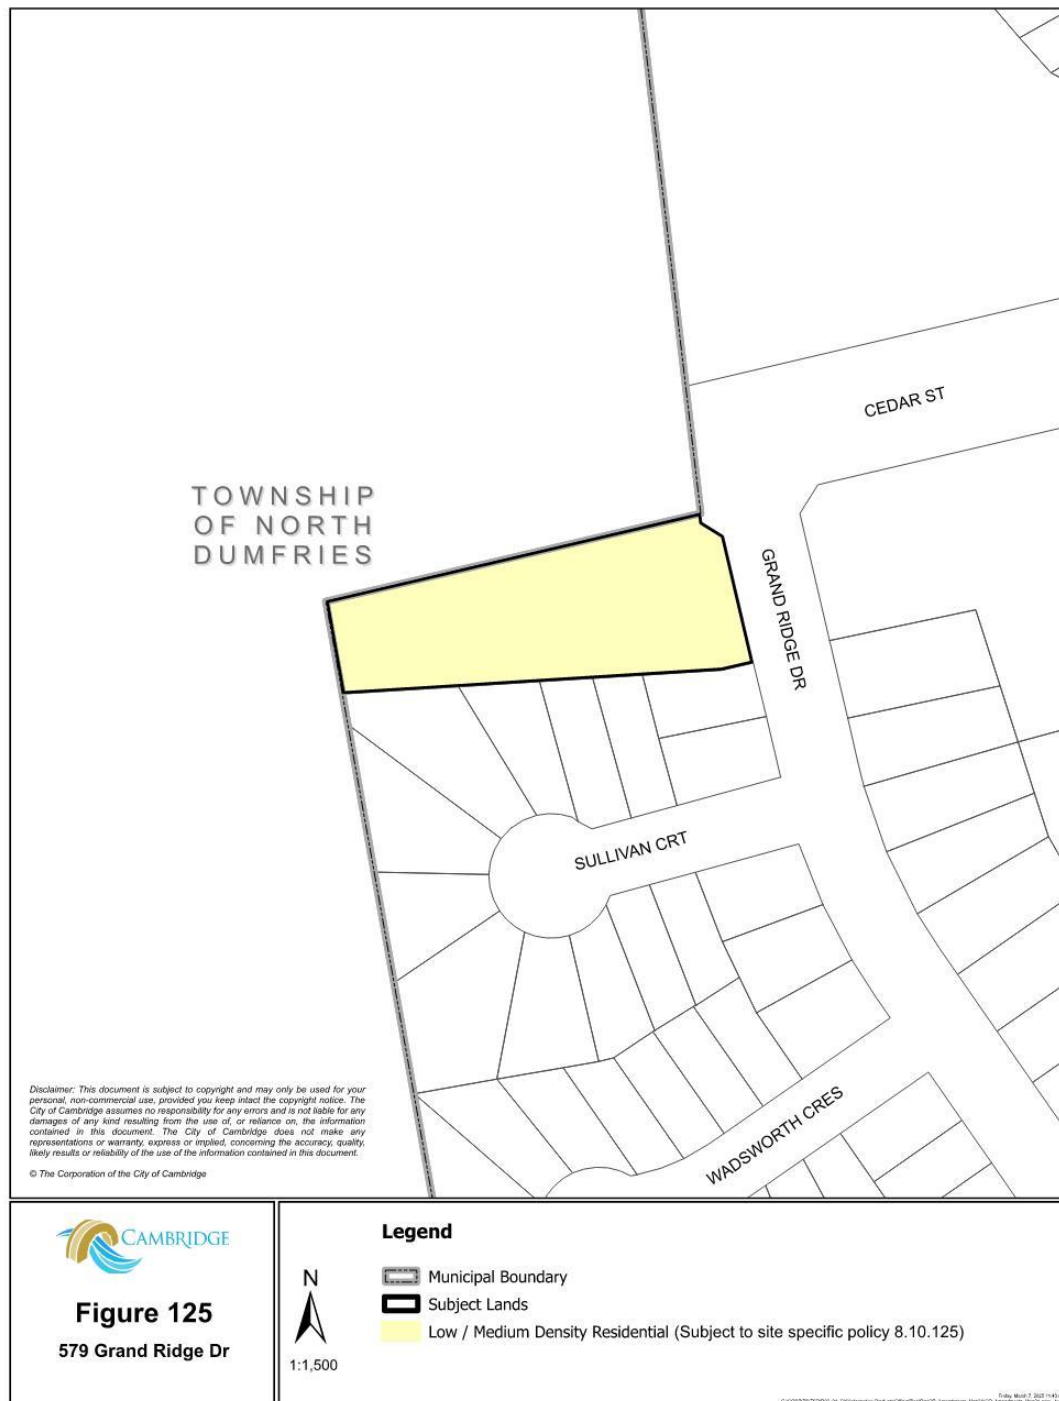 CEDAR ST
TOWNSHIP
OF NORTH
DUMFRIES
GRAND RIDGE DR
SULLIVAN CRT
WADSWORTH CRES
Disclaimer: This document is subject to copyright and may only be used for your
personal, non-commercial use, provided you keep intact the copyright notice. The
City of Cambridge assumes no responsibility for any errors and is not liable for any
damages of any kind resulting from the use of, or reliance on, the information
contained in this document. The City of Cambridge does not make any
representations or warranty, express or implied, concerning the accuracy, quality,
likely results or reliability of the use of the information contained in this document.
© The Corporation of the City of Cambridge
CAMBRIDGE
Figure 125
579 Grand Ridge Dr
N
1:1,500
Legend
Municipal Boundary
Subject Lands
Low / Medium Density Residential (Subject to site specific policy 8.10.125)